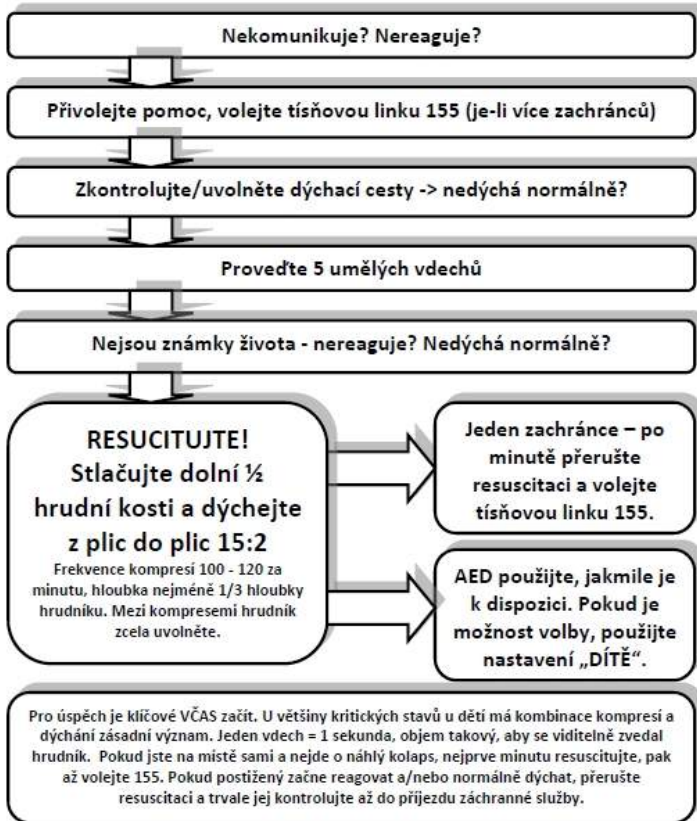 Nekomunikuje? Nereaguje?
Přivolejte pomoc, volejte tísňovou linku 155 (je-li více zachránců)
Zkontrolujte/uvolněte dýchací cesty -> nedýchá normálně?
Proveďte 5 umělých vdechů
Nejsou známky života - nereaguje? Nedýchá normálně?
RESUCITUJTE!
Stlačujte dolní ½
hrudní kosti a dýchejte
z plic do plic 15:2
Frekvence kompresí 100 - 120 za
minutu, hloubka nejméně 1/3 hloubky
hrudníku. Mezi kompresemi hrudník
zcela uvolněte.
Jeden zachránce – po
minutě přerušte
resuscitaci a volejte
tísňovou linku 155.
AED použijte, jakmile je
k dispozici. Pokud je
možnost volby, použijte
nastavení „DÍTĚ“.
Pro úspěch je klíčové VČAS začít. U většiny kritických stavů u dětí má kombinace kompresí a
dýchání zásadní význam. Jeden vdech = 1 sekunda, objem takový, aby se viditelně zvedal
hrudník. Pokud jste na místě sami a nejde o náhlý kolaps, nejprve minutu resuscitujte, pak
až volejte 155. Pokud postižený začne reagovat a/nebo normálně dýchat, přerušte
resuscitaci a trvale jej kontrolujte až do příjezdu záchranné služby.